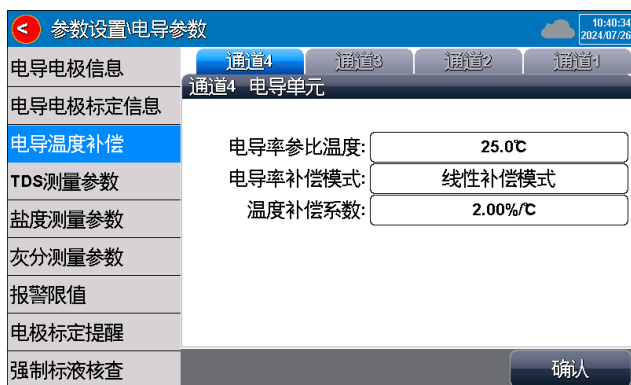 参数设置\电导参数
10:40:34
2024/07/26
电导电极信息
电导电极标定信息
电导温度补偿
TDS测量参数
盐度测量参数
灰分测量参数
报警限值
电极标定提醒
强制标液核查
通道4 通道3 通道2 通道1
通道4 电导单元
电导率参比温度: 25.0℃
电导率补偿模式: 线性补偿模式
温度补偿系数: 2.00%/℃
确认